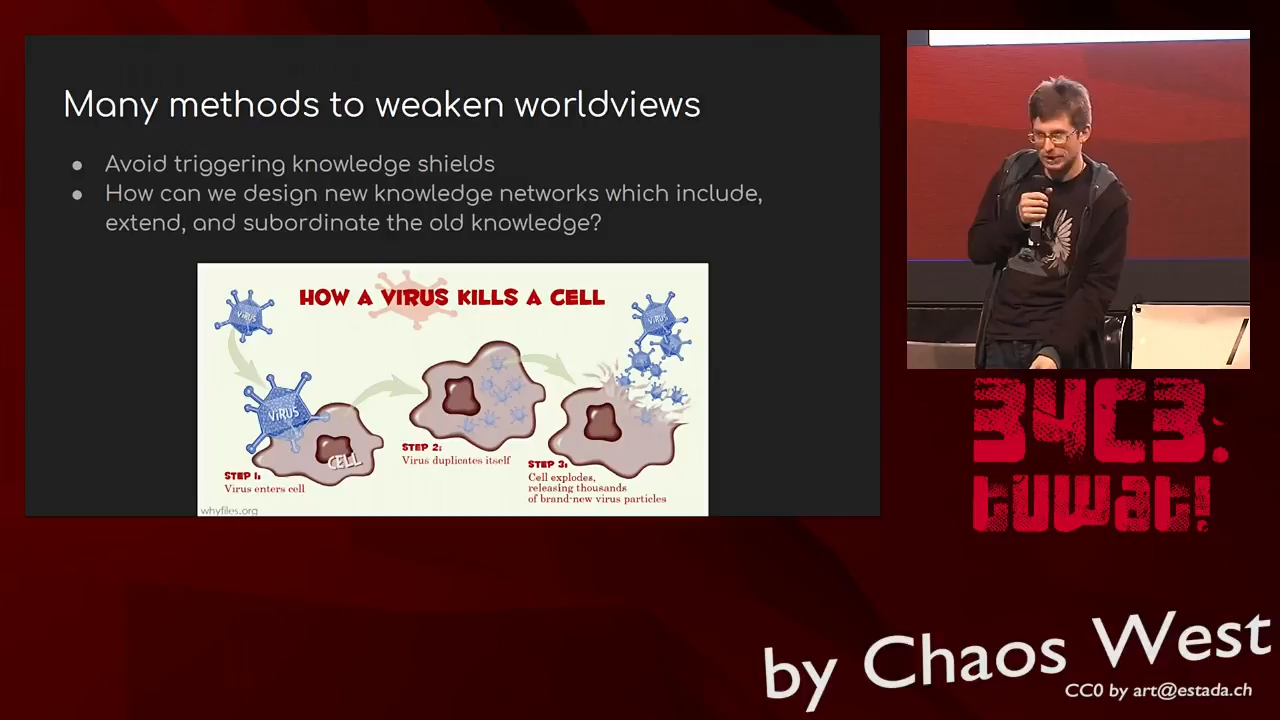 Many methods to weaken worldviews
● Avoid triggering knowledge shields
● How can we design new knowledge networks which include,
extend, and subordinate the old knowledge?
HOW A VIRUS KILLS A CELL
VIRUS
VIRUS
CELL
STEP 1:
Virus enters cell
STEP 2:
Virus duplicates itself
STEP 3:
Cell explodes,
releasing thousands
of brand-new virus particles
VIRUS
whyfiles.org
34C3:
tuwat!
by Chaos West
CC0 by art@estada.ch